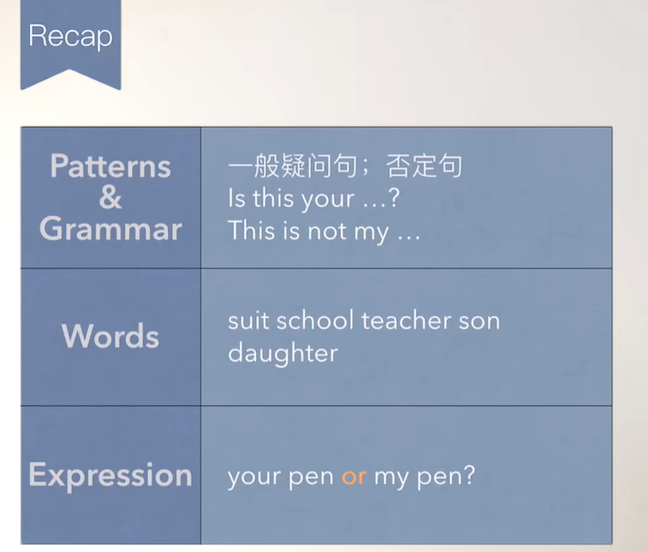 Recap
Patterns
&
Grammar
一般疑问句；否定句
Is this your …?
This is not my …
Words
suit school teacher son
daughter
Expression
your pen or my pen?